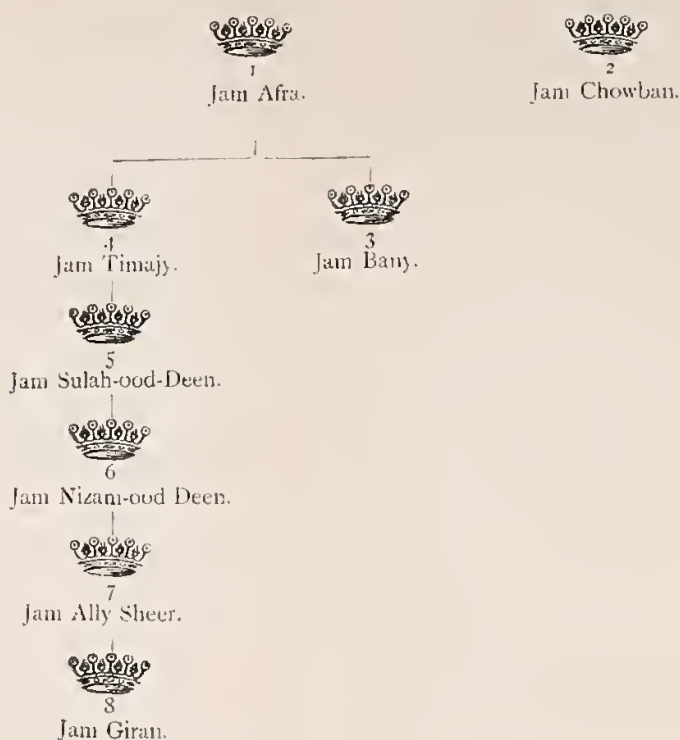 1
Jam Afra.
2
Jam Chowban.
4
Jam Timajy.
3
Jam Bany.
5
Jam Sulah-ood-Deen.
6
Jam Nizam-ood Deen.
7
Jam Ally Sheer.
8
Jam Giran.